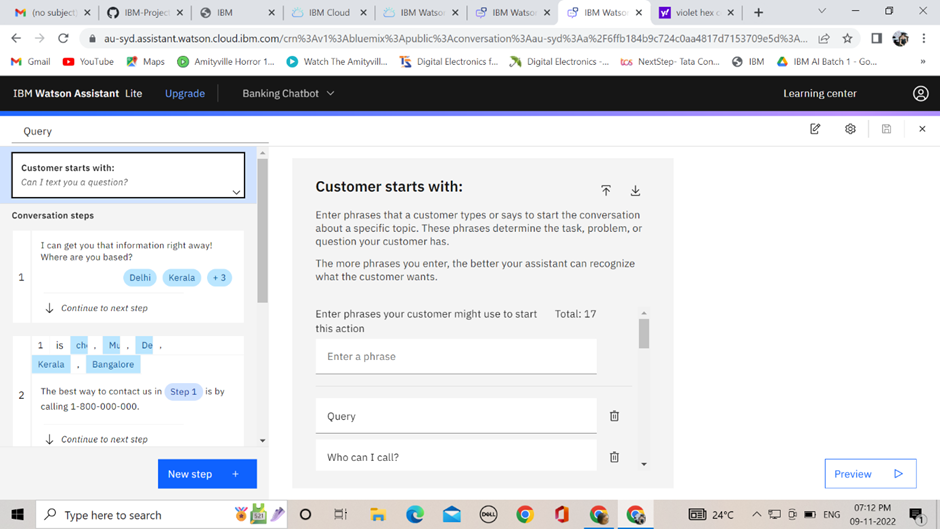 (no subject)
IBM-Project
IBM
IBM Cloud
IBM Watso
IBM Watso
IBM Watso
violet hex c
au-syd.assistant.watson.cloud.ibm.com/crn%3Av1%3Abluemix%3Apublic%3Aconversation%3Aau-syd%3Aa%2F6ffb184b9c724c0aa4817d7153709e5d%3A...
Gmail YouTube Maps Amityville Horror 1... Watch The Amityvill... Digital Electronics f... Digital Electronics -... NextStep- Tata Con... IBM IBM AI Batch 1 - Go... »
IBM Watson Assistant Lite Upgrade Banking Chatbot Learning center
Query
Customer starts with:
Can I text you a question?
Conversation steps
1
I can get you that information right away!
Where are you based?
Delhi Kerala + 3
Continue to next step
2
1 is che , Mu , De ,
Kerala , Bangalore
The best way to contact us in Step 1 is by
calling 1-800-000-000.
Continue to next step
New step +
Customer starts with:
Enter phrases that a customer types or says to start the conversation
about a specific topic. These phrases determine the task, problem, or
question your customer has.
The more phrases you enter, the better your assistant can recognize
what the customer wants.
Enter phrases your customer might use to start
this action
Total: 17
Enter a phrase
Query
Who can I call?
Preview
Type here to search
24°C
ENG
07:12 PM
09-11-2022
1